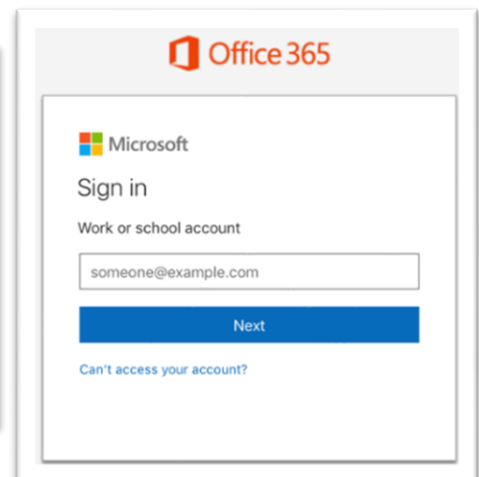 Office 365
Microsoft
Sign in
Work or school account
someone@example.com
Next
Can't access your account?